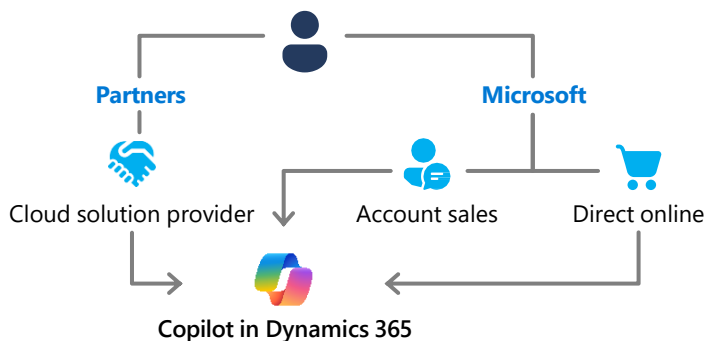 Partners
Microsoft
Cloud solution provider
Account sales
Direct online
Copilot in Dynamics 365